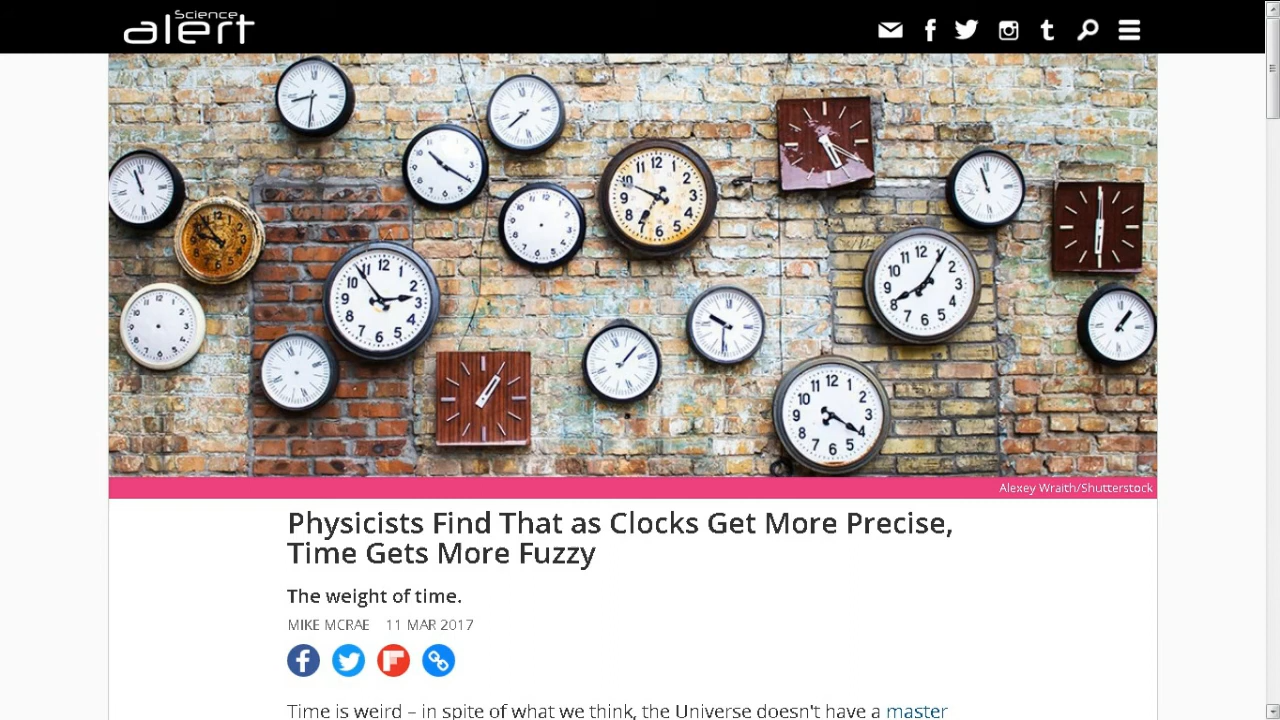 Science
alert
Alexey Wraith/Shutterstock
Physicists Find That as Clocks Get More Precise,
Time Gets More Fuzzy
The weight of time.
MIKE MCRAE 11 MAR 2017
Time is weird – in spite of what we think, the Universe doesn't have a master